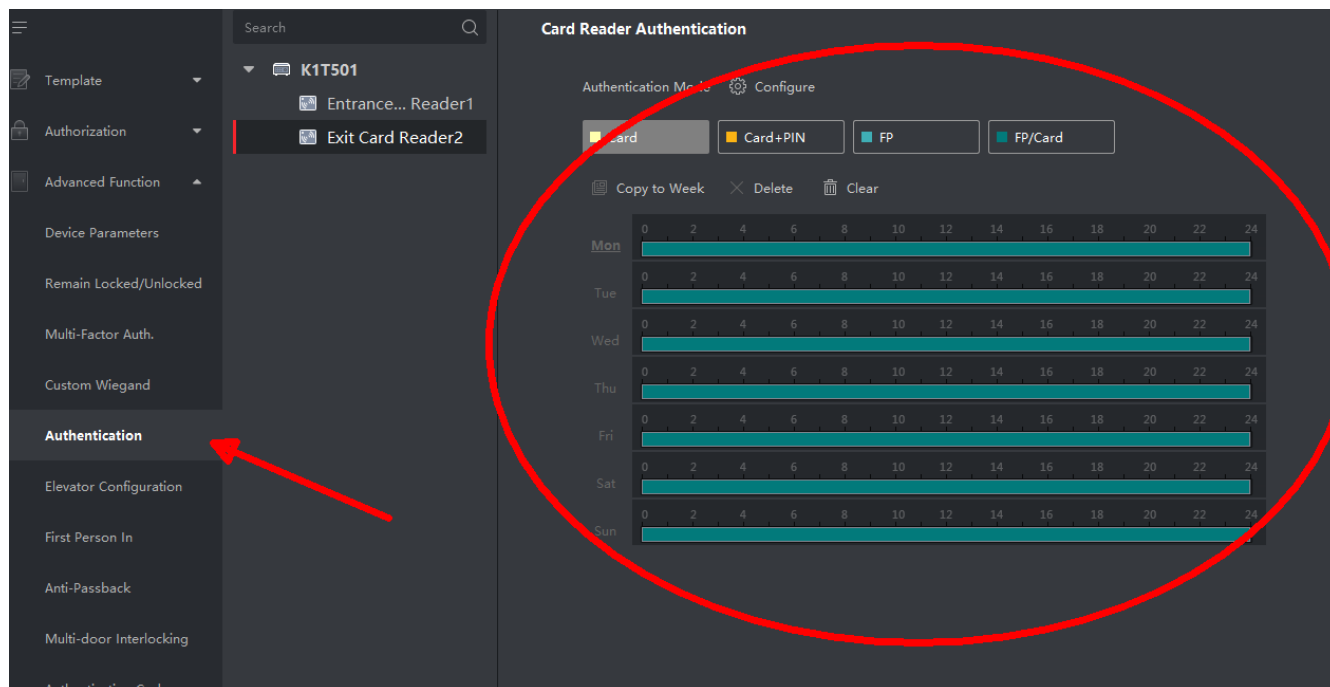 Search
Card Reader Authentication
Template
K1T501
Authentication Mode Configure
Entrance... Reader1
Authorization
Exit Card Reader2
Card
Card+PIN
FP
FP/Card
Advanced Function
Copy to Week
Delete
Clear
Device Parameters
Remain Locked/Unlocked
Multi-Factor Auth.
Custom Wiegand
Authentication
Elevator Configuration
First Person In
Anti-Passback
Multi-door Interlocking
0 2 4 6 8 10 12 14 16 18 20 22 24
Mon
0 2 4 6 8 10 12 14 16 18 20 22 24
Tue
0 2 4 6 8 10 12 14 16 18 20 22 24
Wed
0 2 4 6 8 10 12 14 16 18 20 22 24
Thu
0 2 4 6 8 10 12 14 16 18 20 22 24
Fri
0 2 4 6 8 10 12 14 16 18 20 22 24
Sat
0 2 4 6 8 10 12 14 16 18 20 22 24
Sun